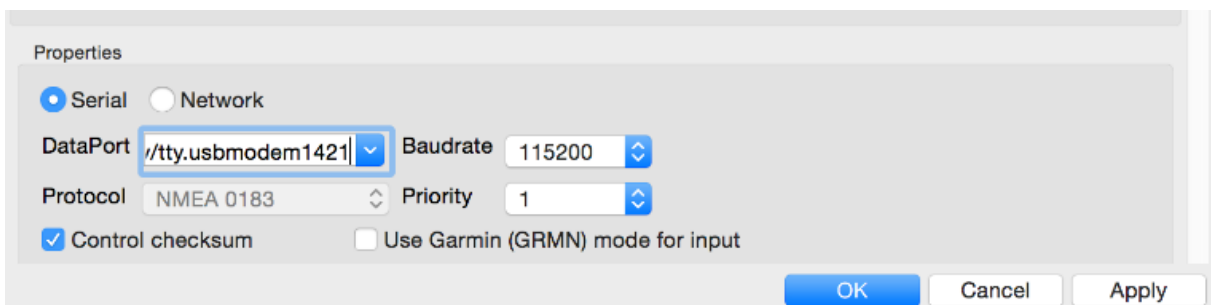 Properties
Serial Network
DataPort //tty.usbmodem1421 Baudrate 115200
Protocol NMEA 0183 Priority 1
Control checksum Use Garmin (GRMN) mode for input
OK Cancel Apply